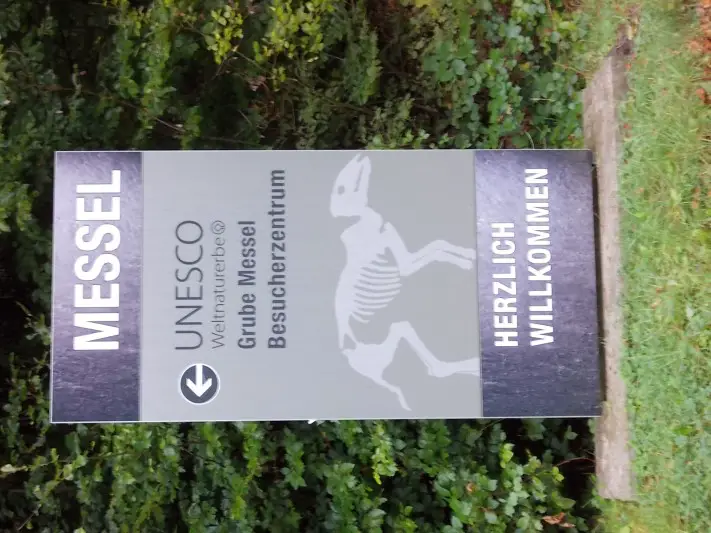 MESSEL
UNESCO
Weltnaturerbe
Grube Messel
Besucherzentrum
HERZLICH
WILLKOMMEN